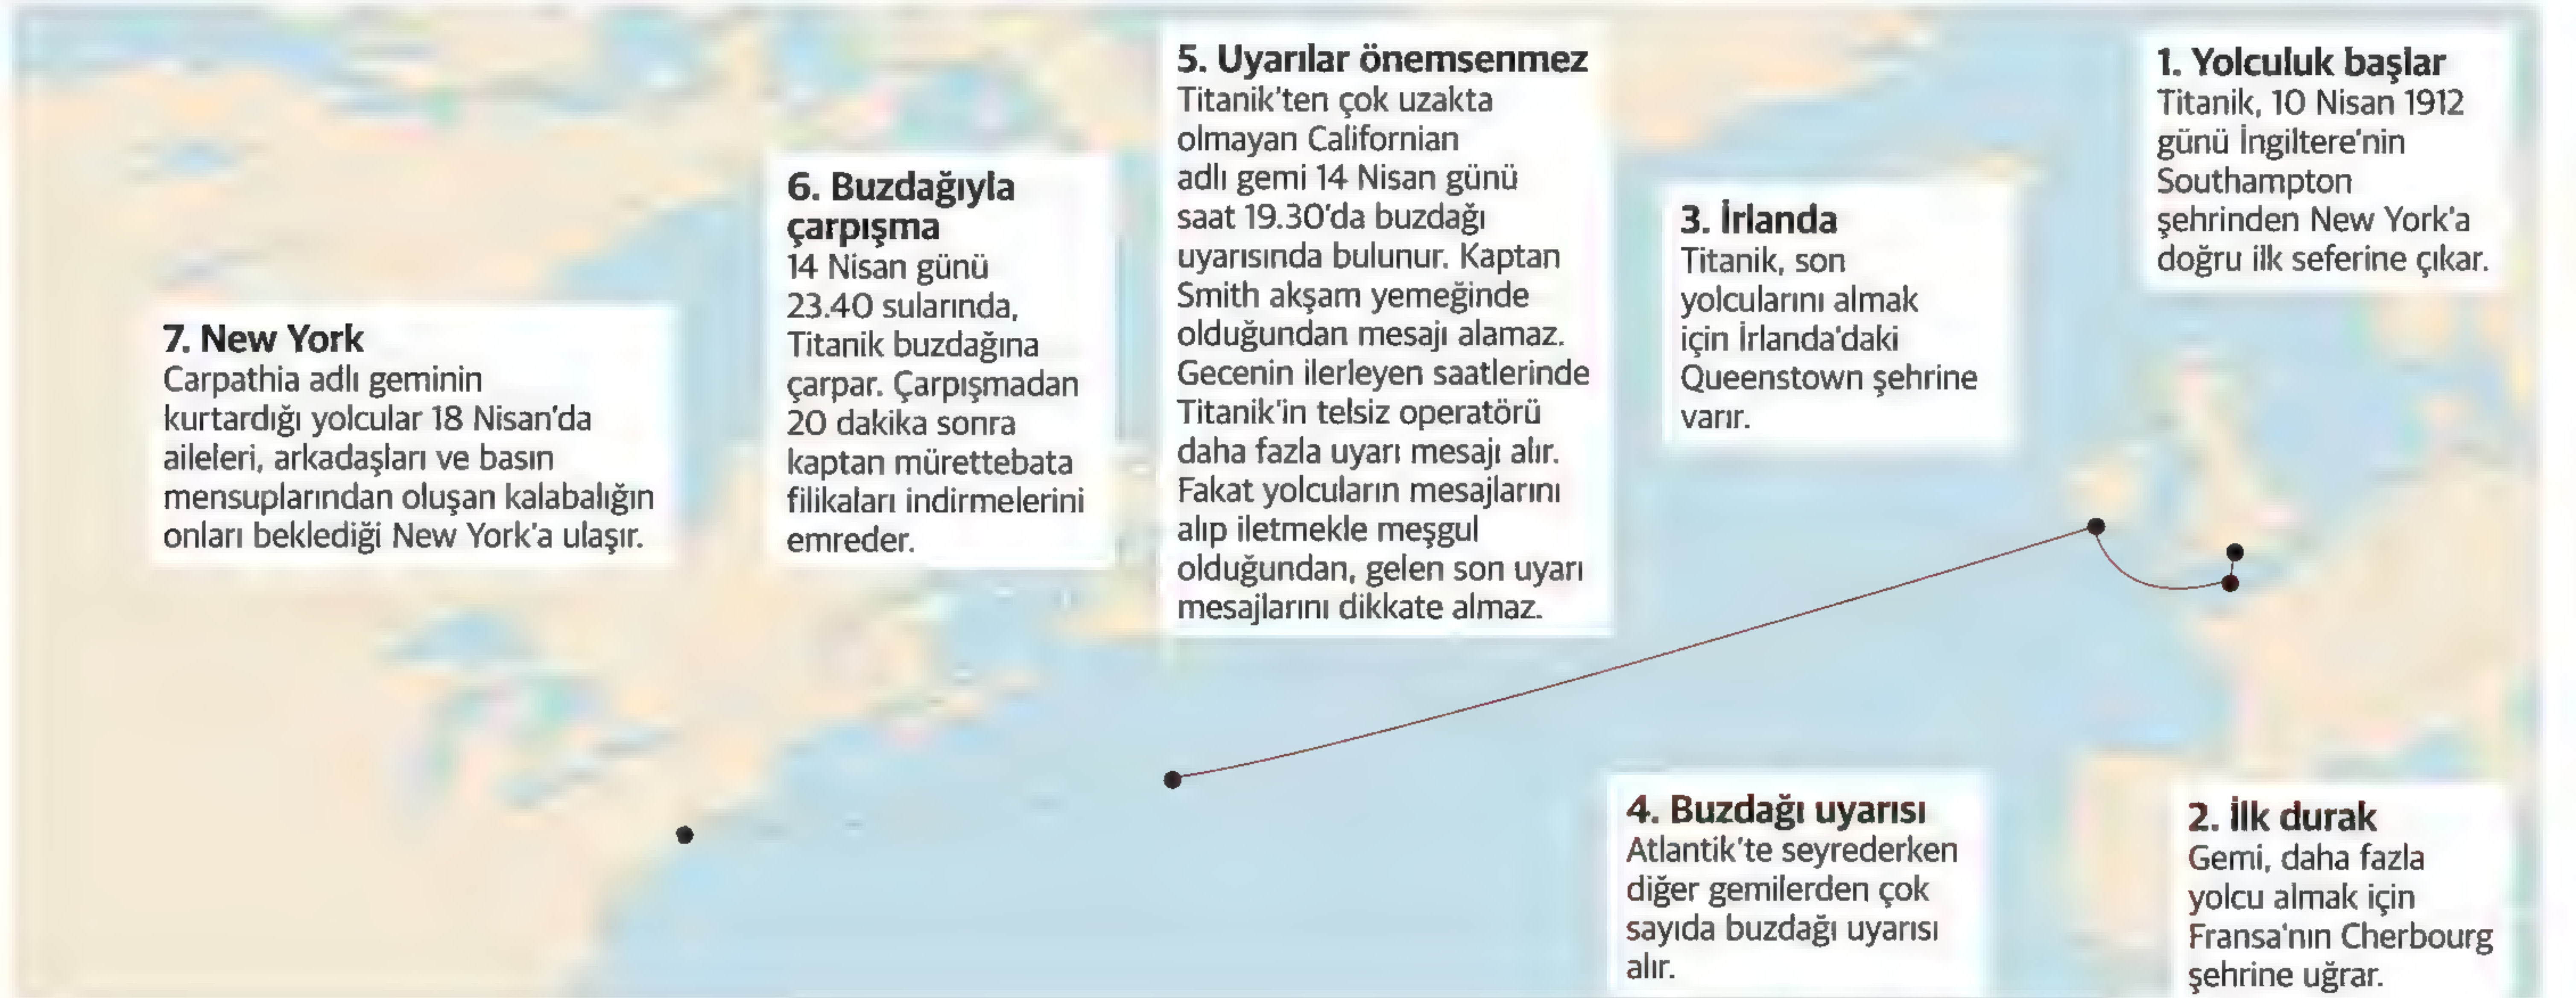 1. Yolculuk başlar
Titanik, 10 Nisan 1912
günü İngiltere'nin
Southampton
şehrinden New York'a
doğru ilk seferine çıkar.
2. İlk durak
Gemi, daha fazla
yolcu almak için
Fransa'nın Cherbourg
şehrine uğrar.
3. İrlanda
Titanik, son
yolcularını almak
için İrlanda'daki
Queenstown şehrine
varır.
4. Buzdağı uyarısı
Atlantik'te seyrederken
diğer gemilerden çok
sayıda buzdağı uyarısı
alır.
5. Uyarılar önemsenmez
Titanik'ten çok uzakta
olmayan Californian
adlı gemi 14 Nisan günü
saat 19.30'da buzdağı
uyarısında bulunur. Kaptan
Smith akşam yemeğinde
olduğundan mesajı alamaz.
Gecenin ilerleyen saatlerinde
Titanik'in telsiz operatörü
daha fazla uyarı mesajı alır.
Fakat yolcuların mesajlarını
alıp iletmekle meşgul
olduğundan, gelen son uyarı
mesajlarını dikkate almaz.
6. Buzdağıyla
çarpışma
14 Nisan günü
23.40 sularında,
Titanik buzdağına
çarpar. Çarpışmadan
20 dakika sonra
kaptan mürettebata
filikaları indirmelerini
emreder.
7. New York
Carpathia adlı geminin
kurtardığı yolcular 18 Nisan'da
aileleri, arkadaşları ve basın
mensuplarından oluşan kalabalığın
onları beklediği New York'a ulaşır.